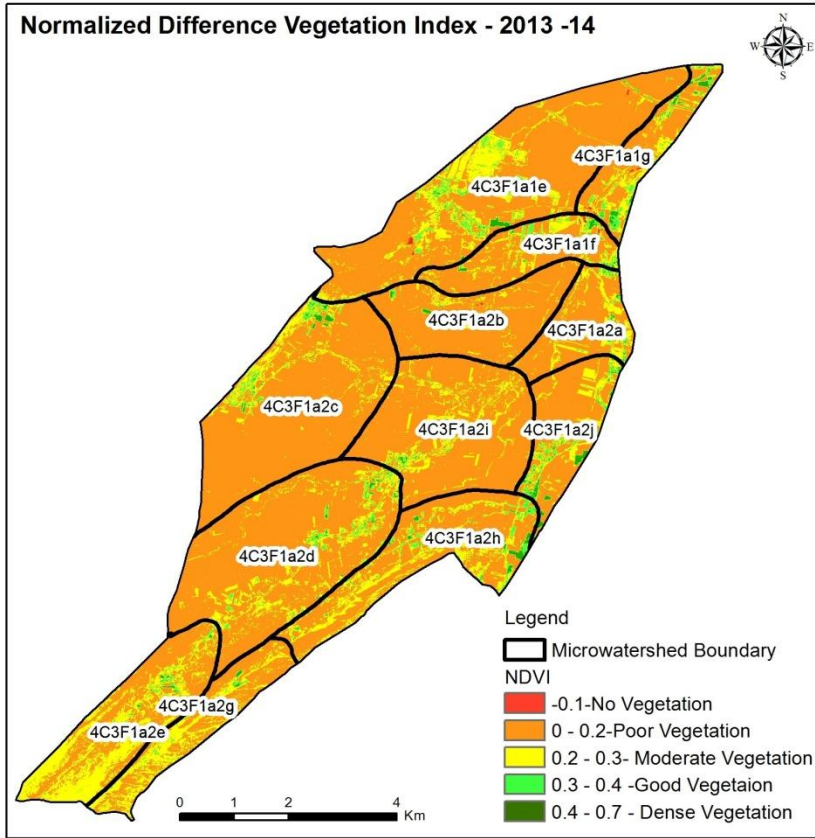 Normalized Difference Vegetation Index - 2013 -14
N
W E
S
4C3F1a1g
4C3F1a1e
4C3F1a1f
4C3F1a2b
4C3F1a2a
4C3F1a2c
4C3F1a2i
4C3F1a2j
4C3F1a2h
4C3F1a2d
4C3F1a2g
4C3F1a2e
Legend
Microwatershed Boundary
NDVI
-0.1-No Vegetation
0 - 0.2-Poor Vegetation
0.2 - 0.3- Moderate Vegetation
0.3 - 0.4 -Good Vegetaion
0.4 - 0.7 - Dense Vegetation
0 1 2 4
Km